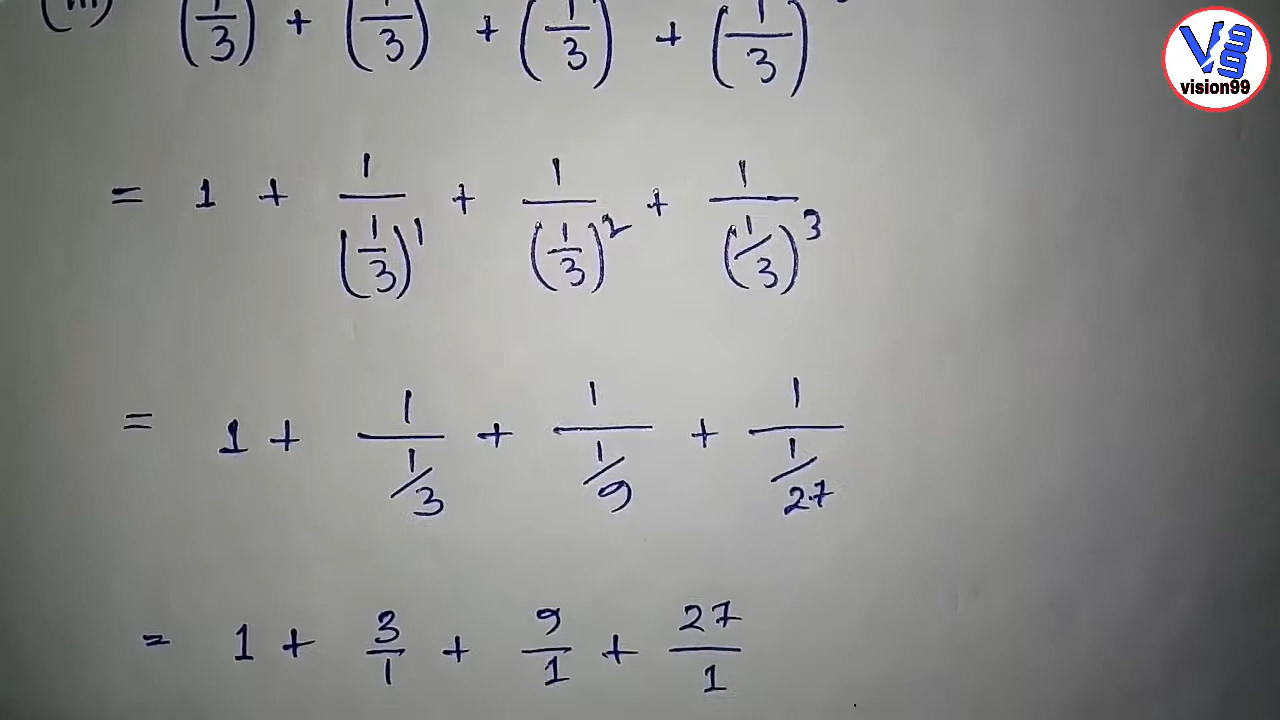 (iii) (1/3) + (1/3) + (1/3) + (1/3)
= 1 + 1/(1/3)^1 + 1/(1/3)^2 + 1/(1/3)^3
= 1 + 1/(1/3) + 1/(1/9) + 1/(1/27)
= 1 + 3/1 + 9/1 + 27/1
V99
vision99